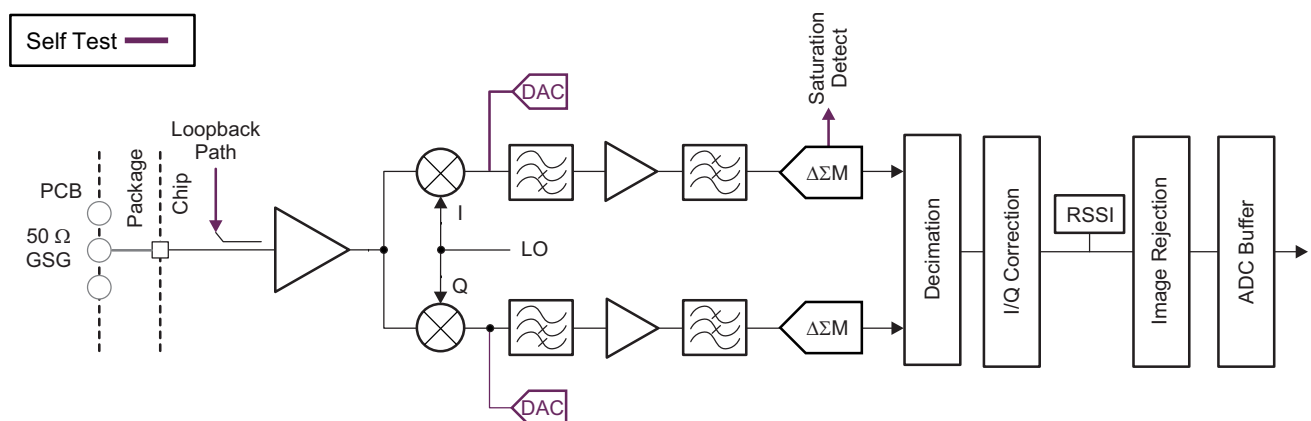 Self Test
DAC
Saturation
Detect
Loopback
Path
PCB
Package
Chip
50 Ω
GSG
I
LO
Q
ΔΣM
Decimation
I/Q Correction
RSSI
Image Rejection
ADC Buffer
ΔΣM
DAC